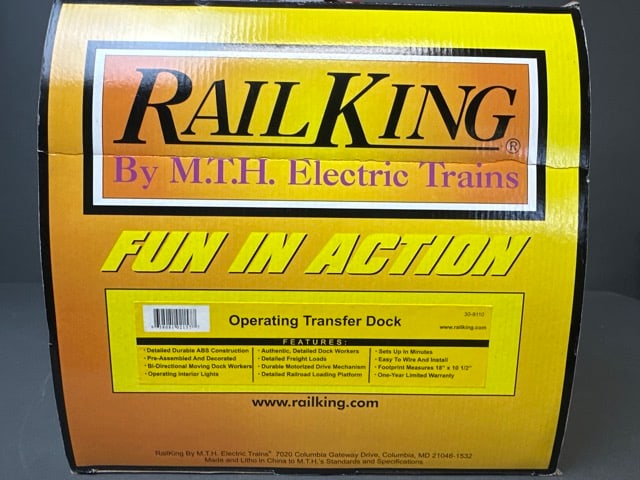 RAILKING®
By M.T.H. Electric Trains
FUN IN ACTION
Operating Transfer Dock
30-9110
www.railking.com
FEATURES:
• Detailed Durable ABS Construction
• Pre-Assembled And Decorated
• Bi-Directional Moving Dock Workers
• Operating Interior Lights
• Authentic, Detailed Dock Workers
• Detailed Freight Loads
• Durable Motorized Drive Mechanism
• Detailed Railroad Loading Platform
• Sets Up in Minutes
• Easy To Wire And Install
• Footprint Measures 18" x 10 1/2"
• One-Year Limited Warranty
www.railking.com
RailKing By M.T.H. Electric Trains® 7020 Columbia Gateway Drive, Columbia, MD 21046-1532
Made and Litho in China to M.T.H.'s Standards and Specifications